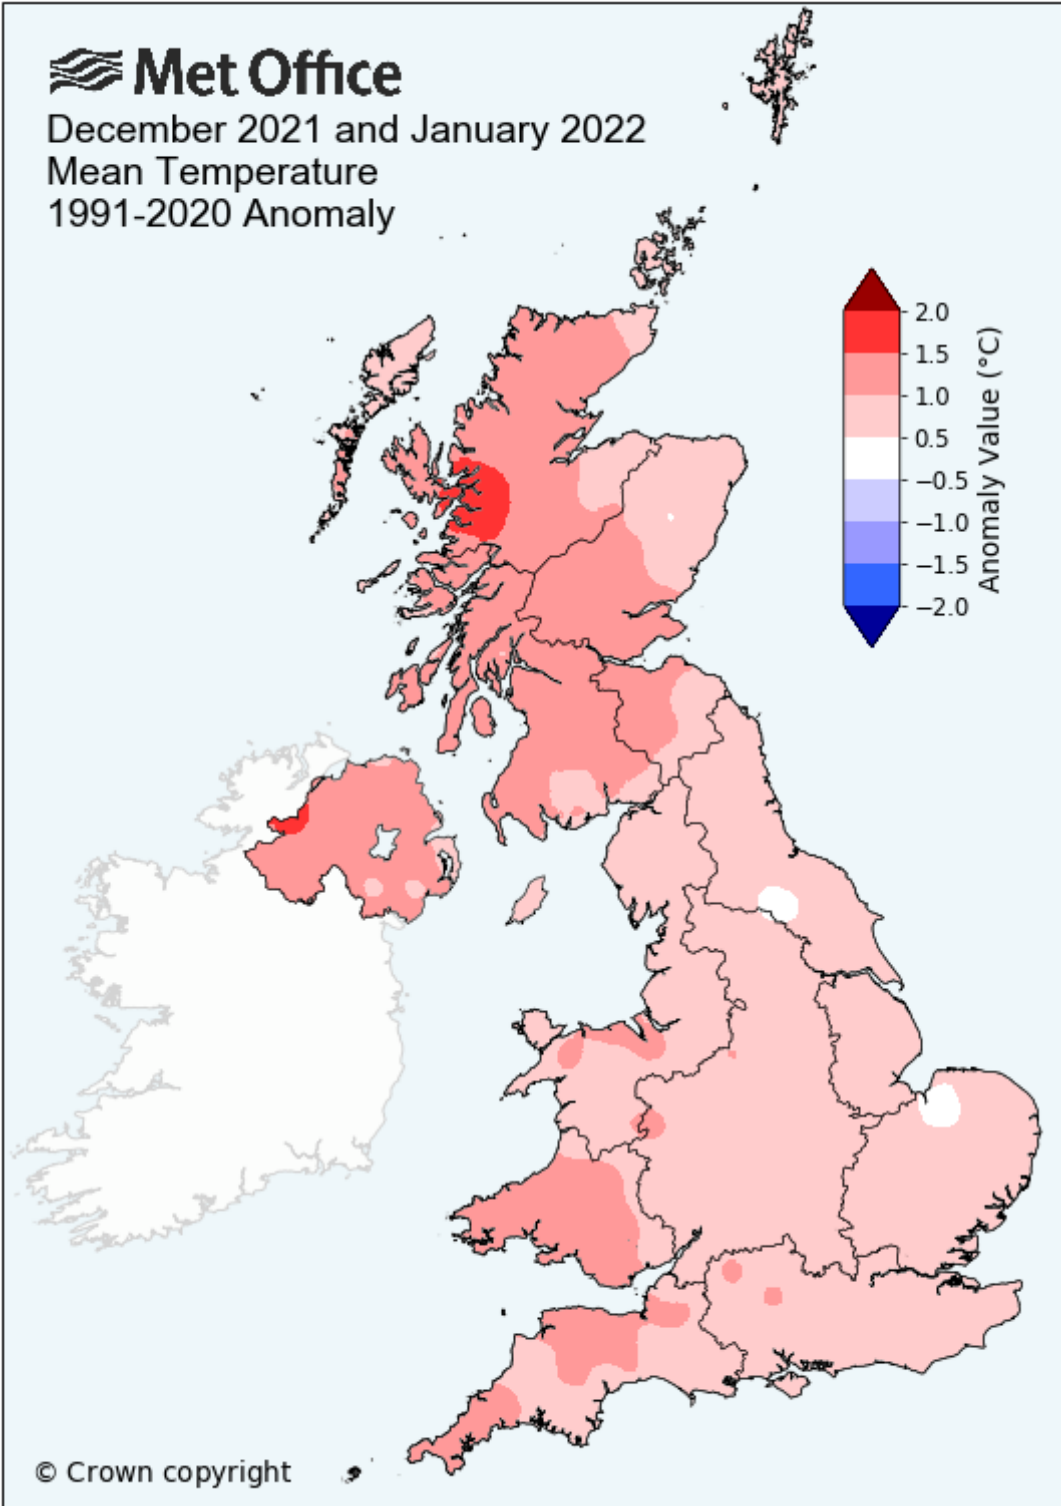 Met Office
December 2021 and January 2022
Mean Temperature
1991-2020 Anomaly
2.0
1.5
1.0
0.5
−0.5
−1.0
−1.5
−2.0
Anomaly Value (°C)
© Crown copyright